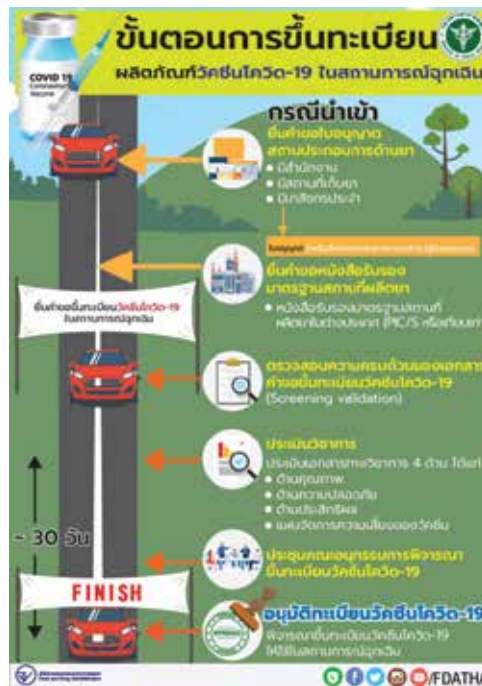 ขั้นตอนการขึ้นทะเบียน
ผลิตภัณฑ์วัคซีนโควิด-19 ในสถานการณ์ฉุกเฉิน
COVID 19
Coronavirus
Vaccine
กรณีนำเข้า
ยื่นคำขอใบอนุญาต
สถานประกอบการด้านยา
• มีสำนักงาน
• มีสถานที่เก็บยา
• มีเภสัชกรประจำ
ยื่นคำขอหนังสือรับรอง
มาตรฐานสถานที่ผลิตยา
• หนังสือรับรองมาตรฐานสถานที่
ผลิตยาในต่างประเทศ (PIC/S หรือเทียบเท่า
ยื่นคำขอขึ้นทะเบียนวัคซีนโควิด-19
ในสถานการณ์ฉุกเฉิน
ตรวจสอบความครบถ้วนของเอกสาร
คำขอขึ้นทะเบียนวัคซีนโควิด-19
(Screening validation)
ประเมินวิชาการ
ประเมินเอกสารทางวิชาการ 4 ด้าน ได้แก่
• ด้านคุณภาพ
• ด้านความปลอดภัย
• ด้านประสิทธิผล
• แผนจัดการความเสี่ยงของวัคซีน
~ 30 วัน
ประชุมคณะอนุกรรมการพิจารณา
ขึ้นทะเบียนวัคซีนโควิด-19
FINISH
อนุมัติทะเบียนวัคซีนโควิด-19
พิจารณาขึ้นทะเบียนวัคซีนโควิด-19
ให้ใช้ในสถานการณ์ฉุกเฉิน
/FDATHAI